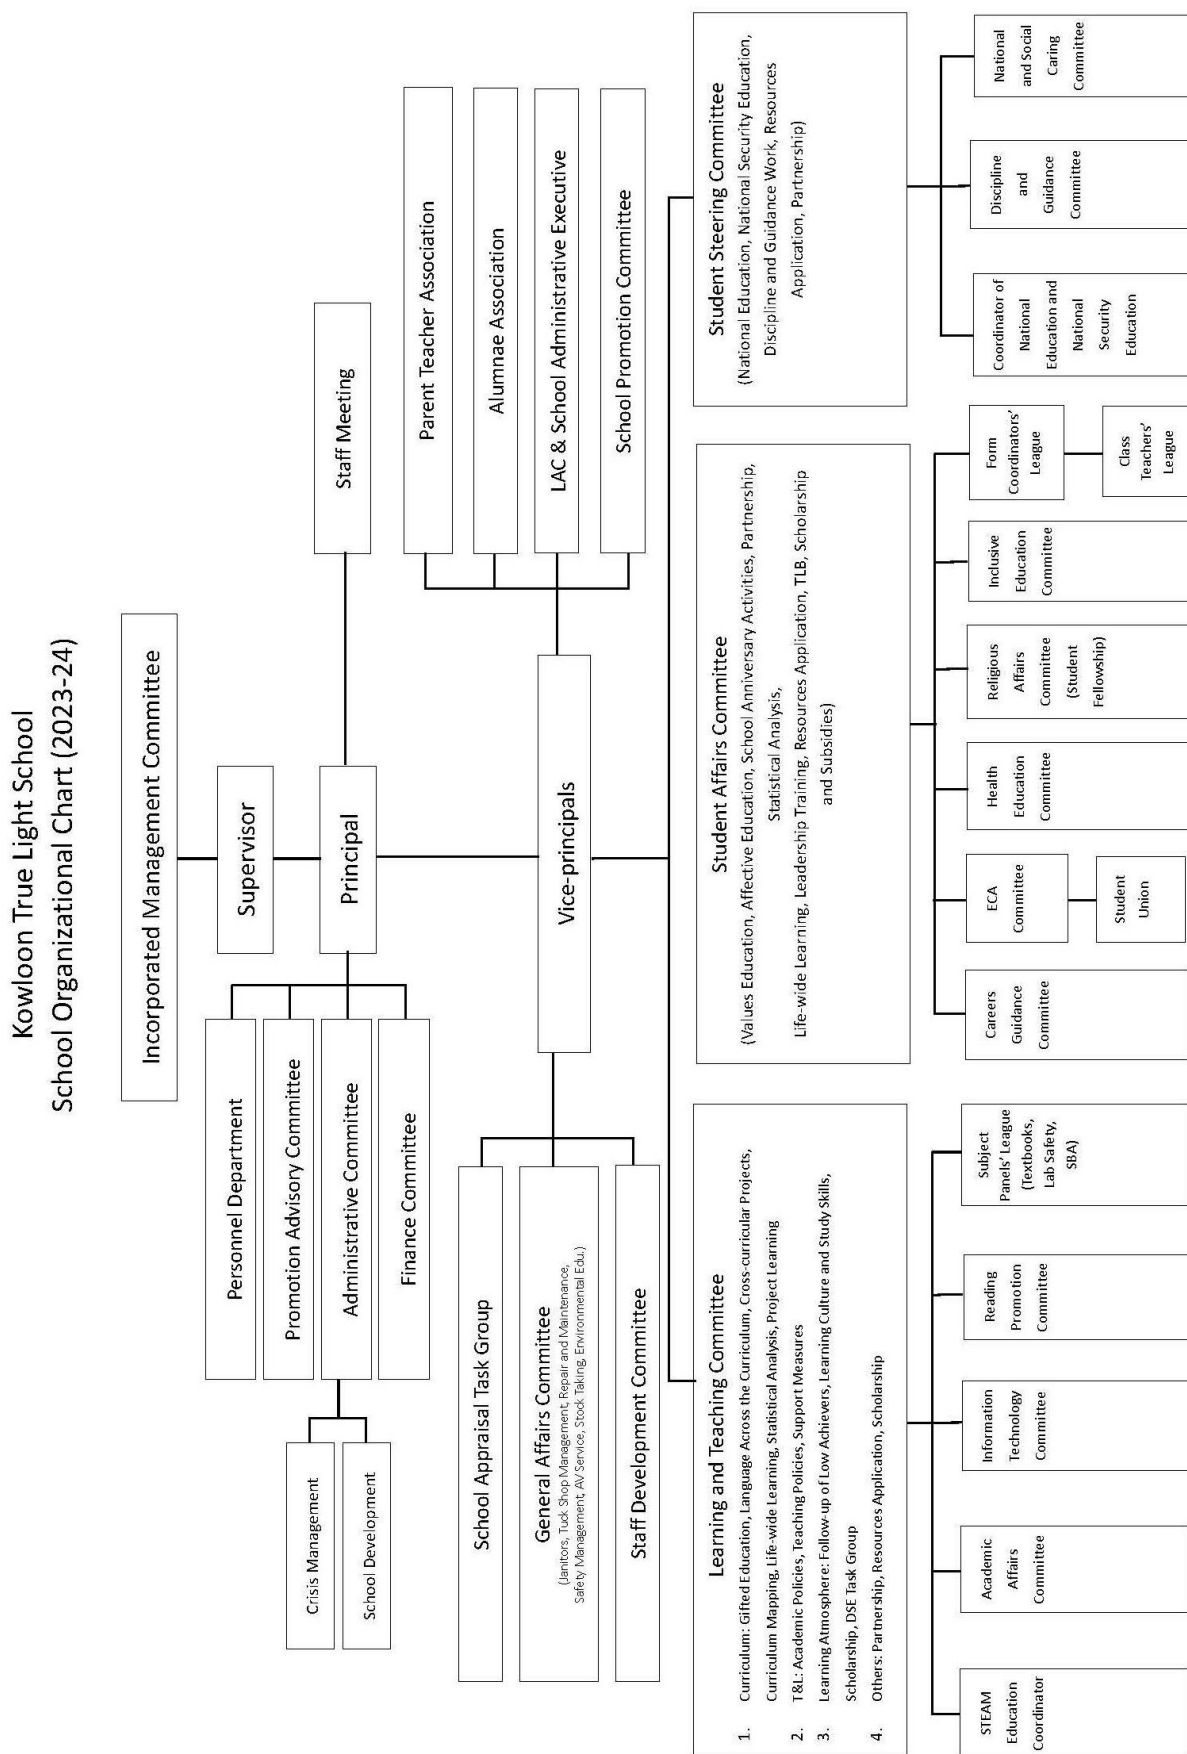 Kowloon True Light School
School Organizational Chart (2023-24)
Incorporated Management Committee
Supervisor
Principal
Staff Meeting
Personnel Department
Promotion Advisory Committee
Administrative Committee
Finance Committee
Crisis Management
School Development
Vice-principals
Parent Teacher Association
Alumnae Association
LAC & School Administrative Executive
School Promotion Committee
School Appraisal Task Group
General Affairs Committee
(Janitors, Tuck Shop Management, Repair and Maintenance,
Safety Management, AV Service, Stock Taking, Environmental Edu.)
Staff Development Committee
Learning and Teaching Committee
1. Curriculum: Gifted Education, Language Across the Curriculum, Cross-curricular Projects,
Curriculum Mapping, Life-wide Learning, Statistical Analysis, Project Learning
2. T&L: Academic Policies, Teaching Policies, Support Measures
3. Learning Atmosphere: Follow-up of Low Achievers, Learning Culture and Study Skills,
Scholarship, DSE Task Group
4. Others: Partnership, Resources Application, Scholarship
Student Affairs Committee
(Values Education, Affective Education, School Anniversary Activities, Partnership,
Statistical Analysis,
Life-wide Learning, Leadership Training, Resources Application, TLB, Scholarship
and Subsidies)
Student Steering Committee
(National Education, National Security Education,
Discipline and Guidance Work, Resources
Application, Partnership)
STEAM
Education
Coordinator
Academic
Affairs
Committee
Information
Technology
Committee
Reading
Promotion
Committee
Subject
Panels' League
(Textbooks,
Lab Safety,
SBA)
Careers
Guidance
Committee
ECA
Committee
Student
Union
Health
Education
Committee
Religious
Affairs
Committee
(Student
Fellowship)
Inclusive
Education
Committee
Form
Coordinators'
League
Class
Teachers'
League
Coordinator of
National
Education and
National
Security
Education
Discipline
and
Guidance
Committee
National
and Social
Caring
Committee